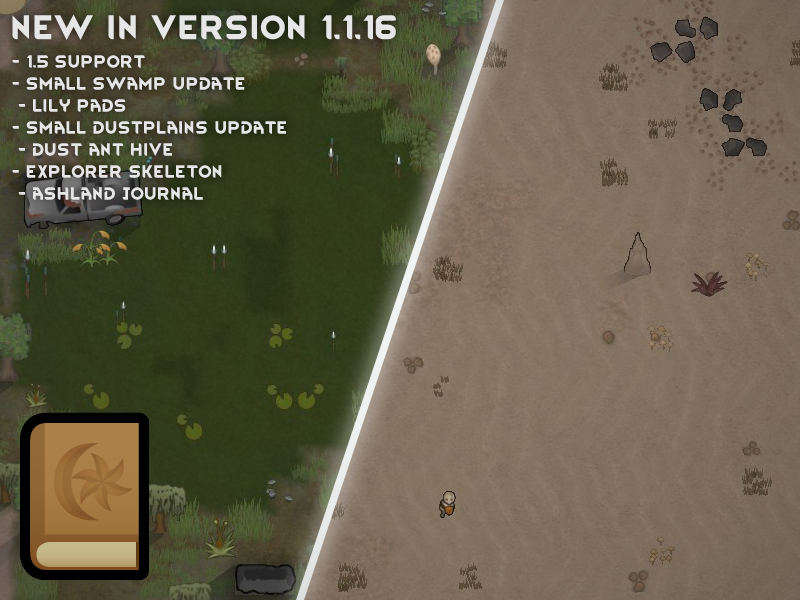 NEW IN VERSION 1.1.16
- 1.5 SUPPORT
- SMALL SWAMP UPDATE
- LILY PADS
- SMALL DUSTPLAINS UPDATE
- DUST ANT HIVE
- EXPLORER SKELETON
- ASHLAND JOURNAL